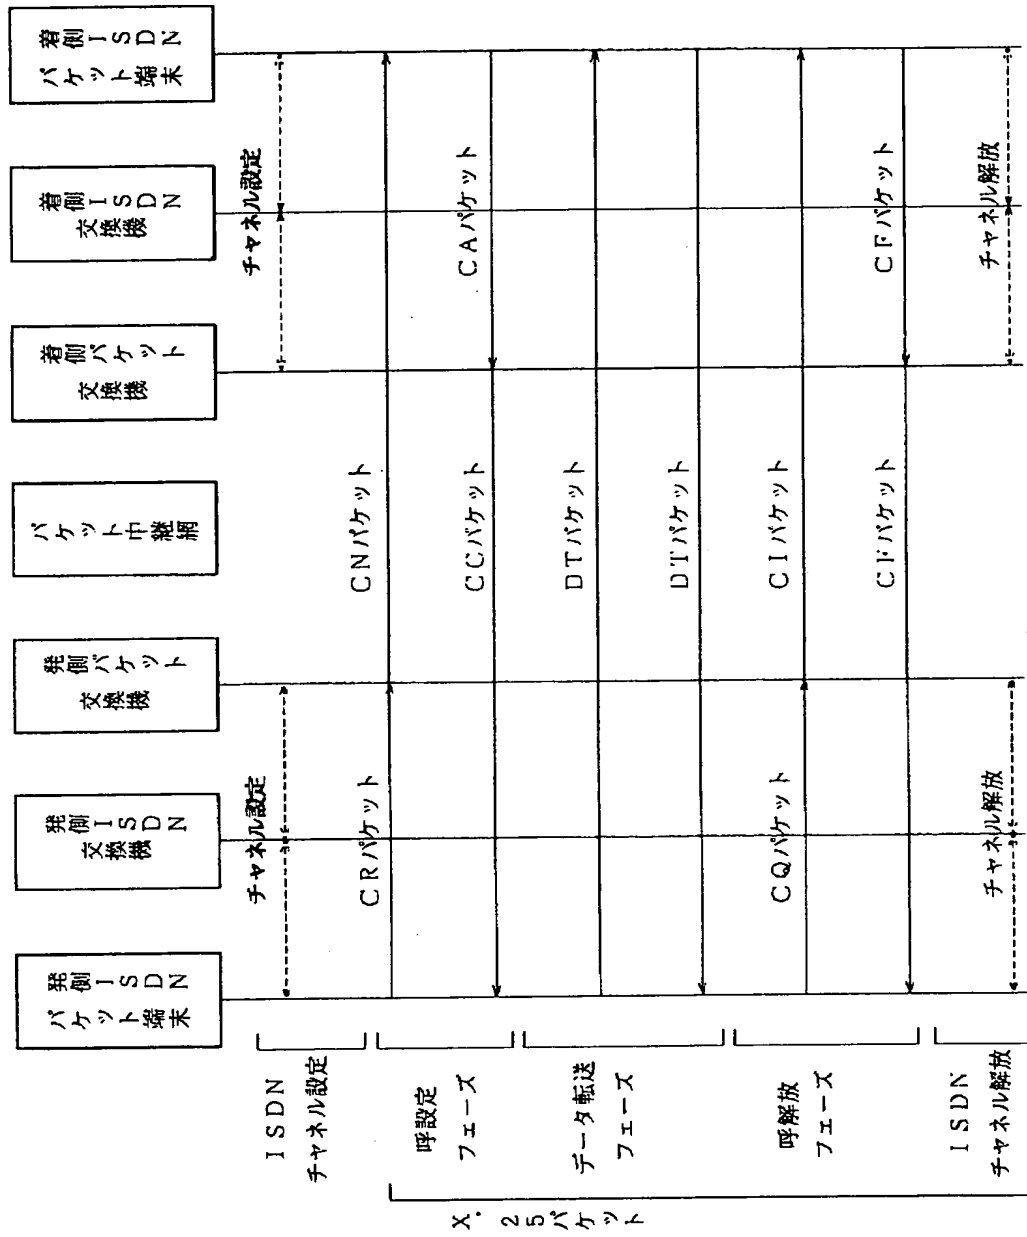 発側ISDN
パケット端末
発側ISDN
交換機
発側パケット
交換機
パケット中継網
着側パケット
交換機
着側ISDN
交換機
着側ISDN
パケット端末
ISDN
チャネル設定
チャネル設定
チャネル設定
X.25パケット
呼設定
フェーズ
CRパケット
CNパケット
CCパケット
CAパケット
データ転送
フェーズ
DTパケット
DTパケット
呼解放
フェーズ
CQパケット
CIパケット
CFパケット
CFパケット
ISDN
チャネル解放
チャネル解放
チャネル解放